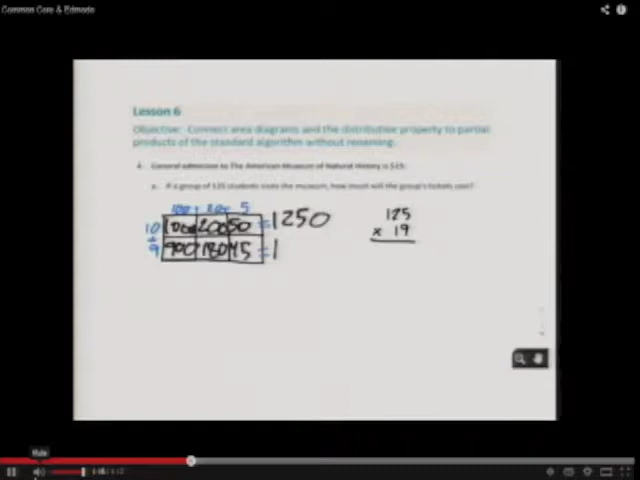 Common Core & Edmodo
Lesson 6
Objective: Connect area diagrams and the distributive property to partial
products of the standard algorithm without renaming.
4. General admission to The American Museum of Natural History is $19.
a. If a group of 125 students visits the museum, how much will the group's tickets cost?
100 + 20 + 5
10 1000 200 50 = 1250
+
9 900 180 45 = 1
125
x 19
Mute